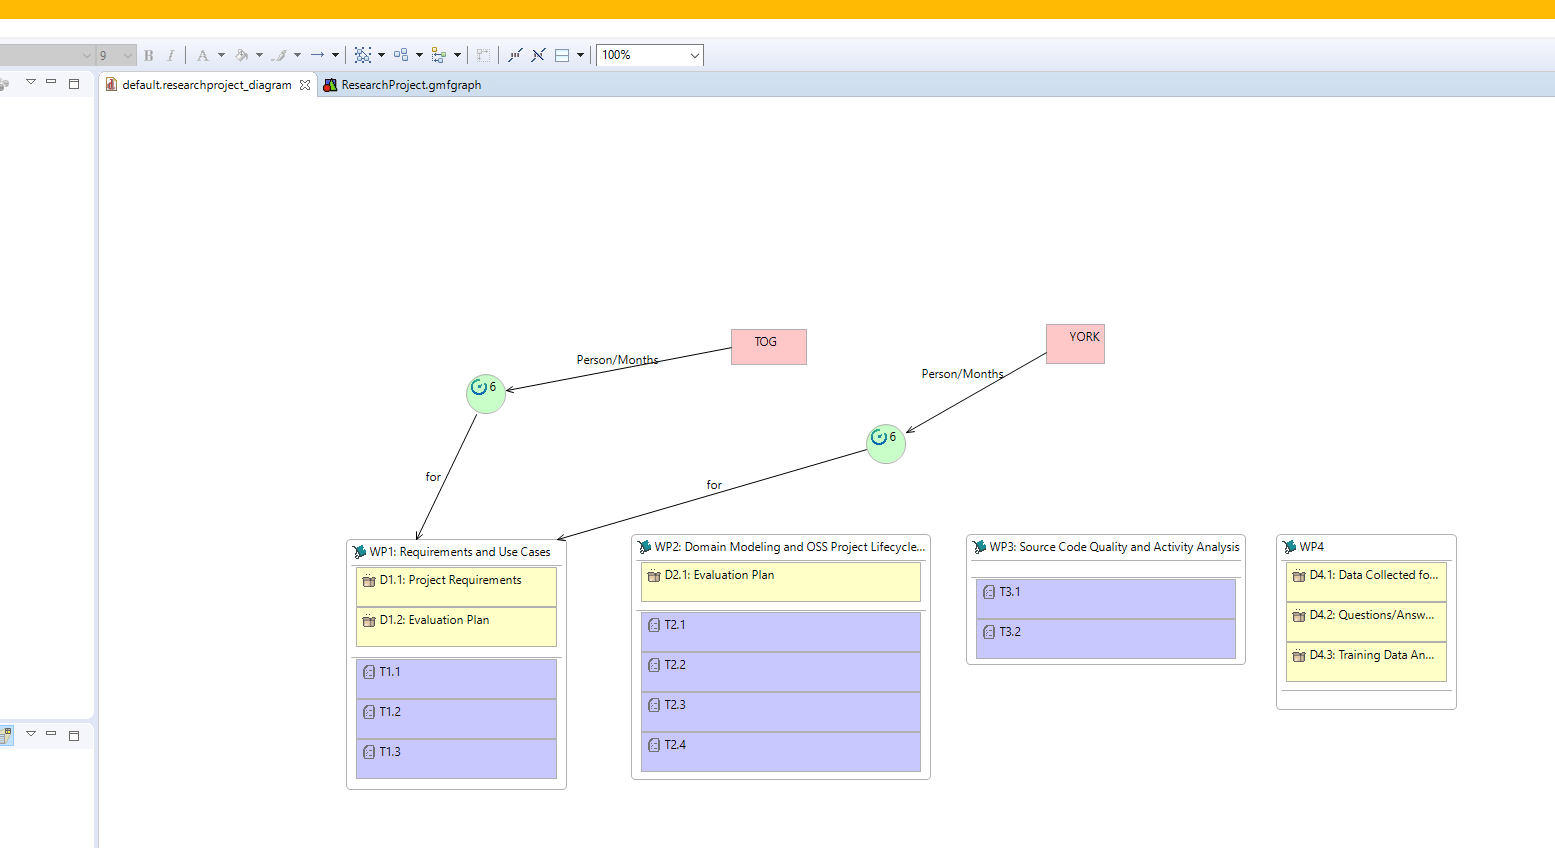 9
B
I
A
100%
default.researchproject_diagram
ResearchProject.gmfgraph
TOG
YORK
Person/Months
Person/Months
6
6
for
for
WP1: Requirements and Use Cases
D1.1: Project Requirements
D1.2: Evaluation Plan
T1.1
T1.2
T1.3
WP2: Domain Modeling and OSS Project Lifecycle...
D2.1: Evaluation Plan
T2.1
T2.2
T2.3
T2.4
WP3: Source Code Quality and Activity Analysis
T3.1
T3.2
WP4
D4.1: Data Collected fo...
D4.2: Questions/Answ...
D4.3: Training Data An...